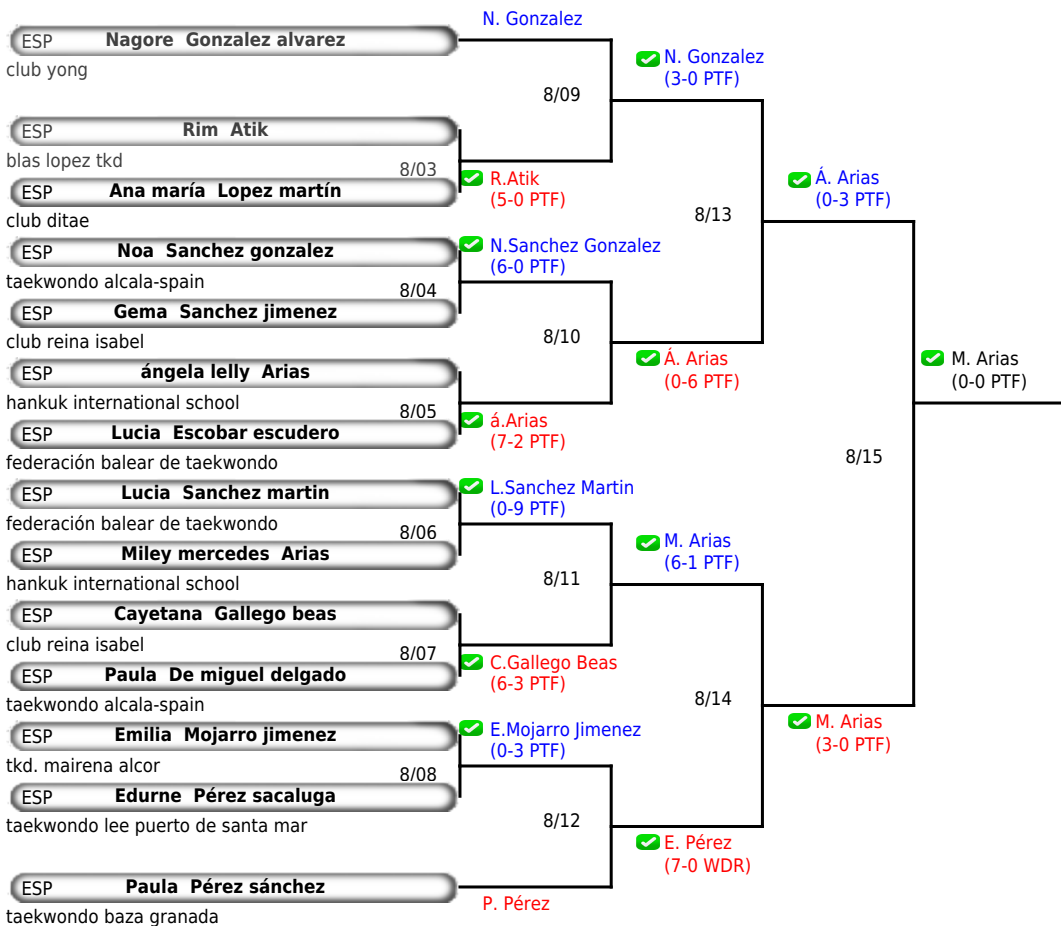 N. Gonzalez
ESP Nagore Gonzalez alvarez
club yong
N. Gonzalez
(3-0 PTF)
8/09
ESP Rim Atik
blas lopez tkd
8/03
R.Atik
(5-0 PTF)
Á. Arias
(0-3 PTF)
ESP Ana maría Lopez martín
club ditae
8/13
ESP Noa Sanchez gonzalez
N.Sanchez Gonzalez
(6-0 PTF)
taekwondo alcala-spain
8/04
ESP Gema Sanchez jimenez
club reina isabel
8/10
Á. Arias
(0-6 PTF)
M. Arias
(0-0 PTF)
ESP ángela lelly Arias
hankuk international school
8/05
á.Arias
(7-2 PTF)
ESP Lucia Escobar escudero
federación balear de taekwondo
8/15
ESP Lucia Sanchez martin
L.Sanchez Martin
(0-9 PTF)
federación balear de taekwondo
8/06
ESP Miley mercedes Arias
hankuk international school
M. Arias
(6-1 PTF)
8/11
ESP Cayetana Gallego beas
club reina isabel
8/07
C.Gallego Beas
(6-3 PTF)
ESP Paula De miguel delgado
taekwondo alcala-spain
8/14
M. Arias
(3-0 PTF)
ESP Emilia Mojarro jimenez
E.Mojarro Jimenez
(0-3 PTF)
tkd. mairena alcor
8/08
ESP Edurne Pérez sacaluga
taekwondo lee puerto de santa mar
8/12
E. Pérez
(7-0 WDR)
ESP Paula Pérez sánchez
P. Pérez
taekwondo baza granada